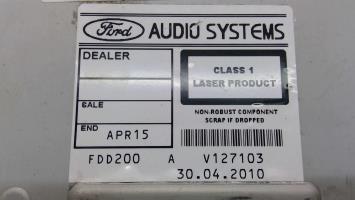 Ford AUDIO SYSTEMS
DEALER
CLASS 1
LASER PRODUCT
SALE
NON-ROBUST COMPONENT
SCRAP IF DROPPED
END APR15
FDD200 A V127103
30.04.2010